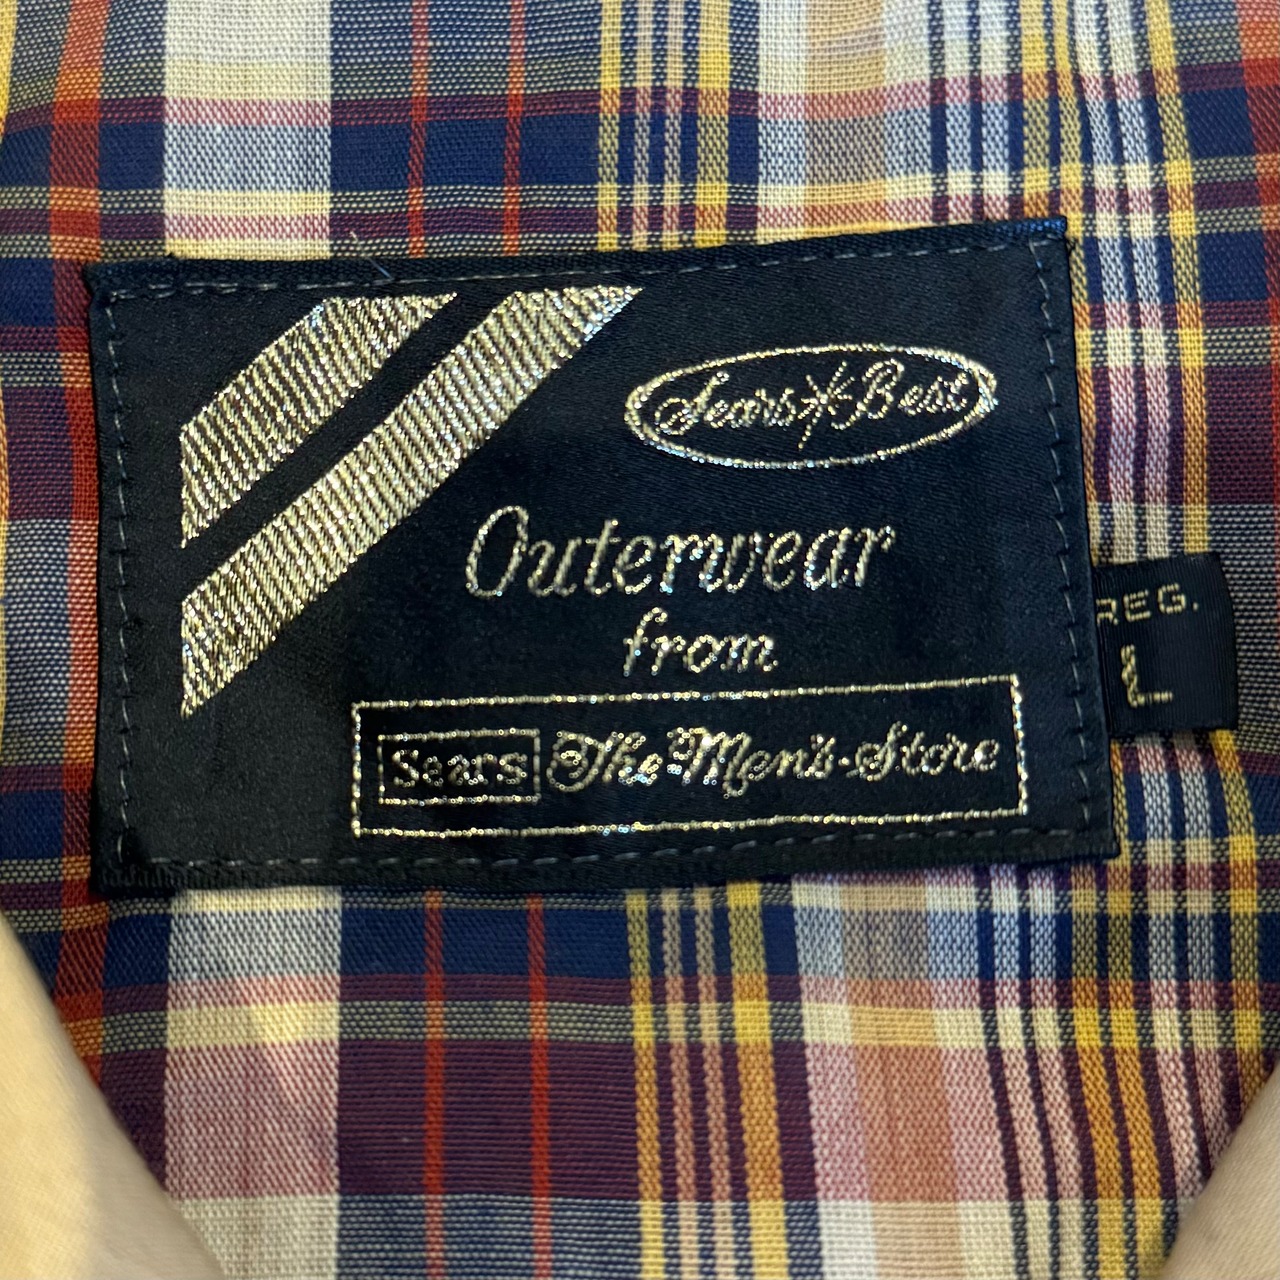 Sears Best
Outerwear
from
Sears The Men's Store
REG.
L